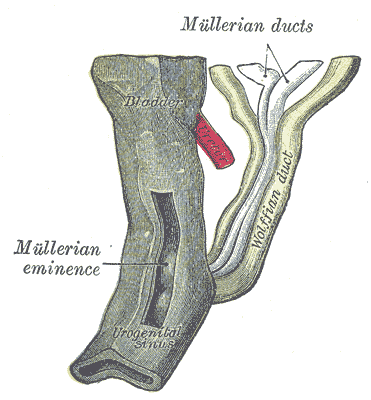 Müllerian ducts
Bladder
Wolffian duct
Müllerian
eminence
Urogenital
sinus